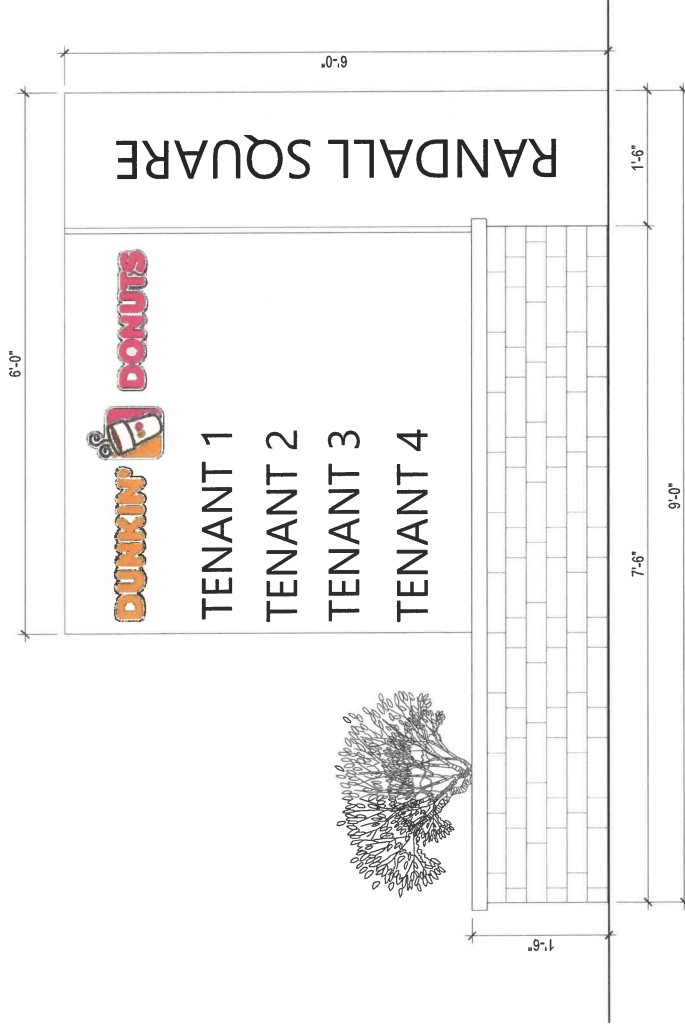 6'-0"
DUNKIN' DONUTS
TENANT 1
TENANT 2
TENANT 3
TENANT 4
RANDALL SQUARE
6'-0"
1'-6"
7'-6"
1'-6"
9'-0"